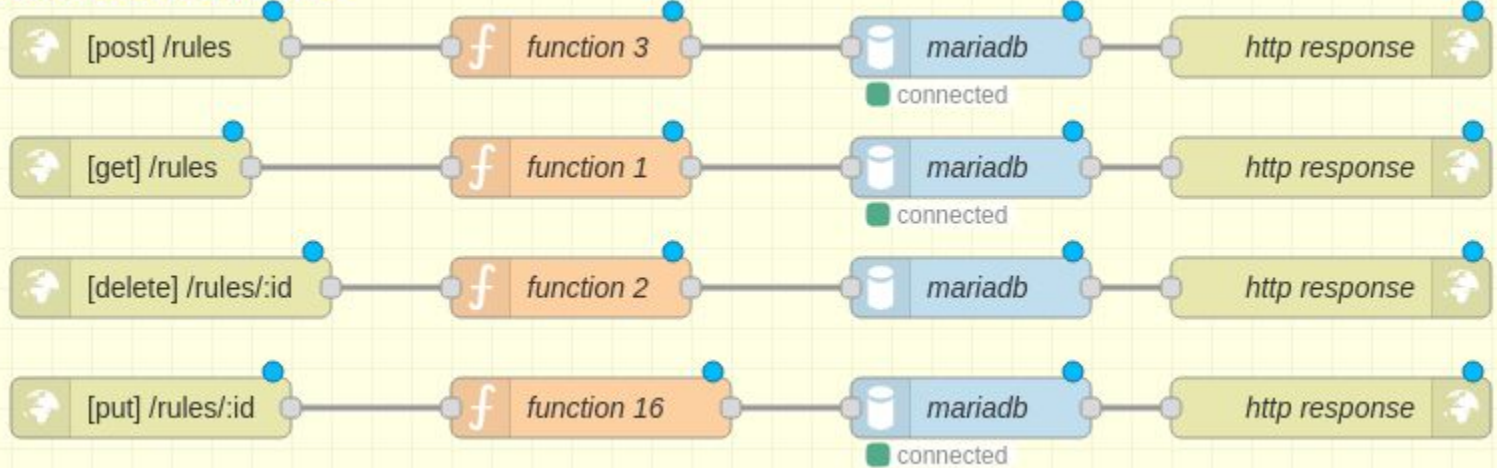 [post] /rules function 3 mariadb http response
connected
[get] /rules function 1 mariadb http response
connected
[delete] /rules/:id function 2 mariadb http response
[put] /rules/:id function 16 mariadb http response
connected